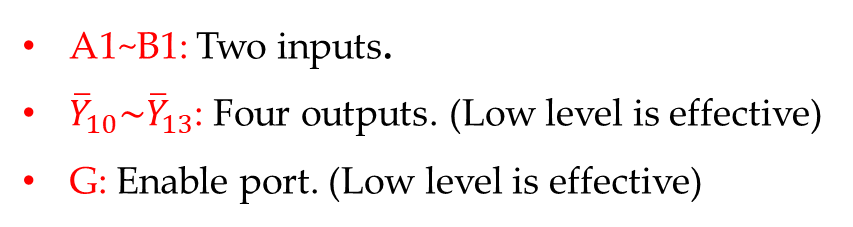 • A1~B1: Two inputs.
• Ȳ₁₀~Ȳ₁₃: Four outputs. (Low level is effective)
• G: Enable port. (Low level is effective)